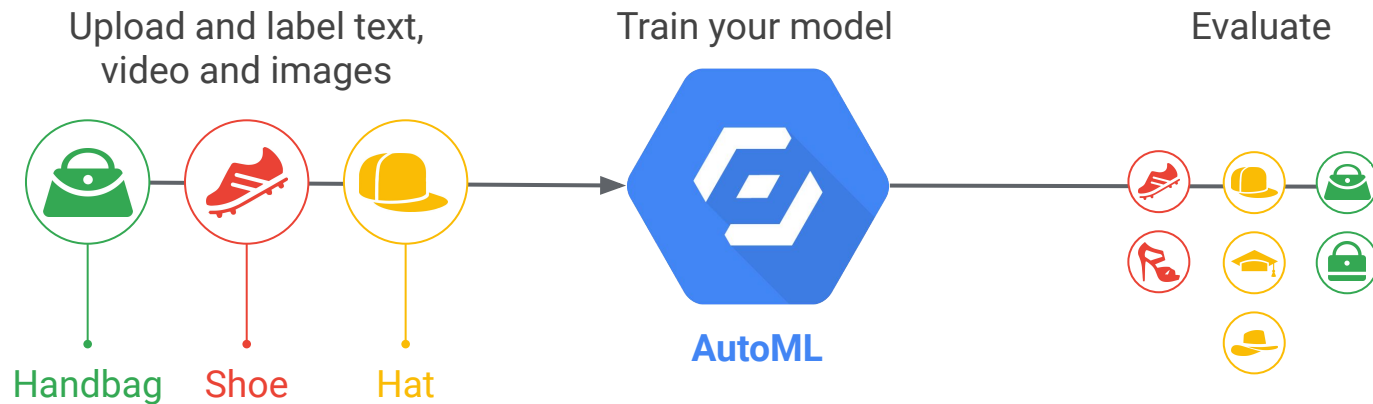 Upload and label text,
video and images
Train your model
Evaluate
AutoML
Handbag
Shoe
Hat